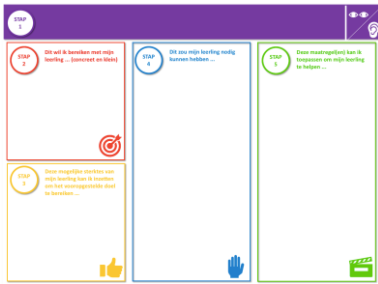 STAP
1
STAP
2
Dit wil ik bereiken met mijn
leerling ... (concreet en klein)
STAP
3
Deze mogelijke sterktes van
mijn leerling kan ik inzetten
om het vooropgestelde doel
te bereiken ...
STAP
4
Dit zou mijn leerling nodig
kunnen hebben ...
STAP
5
Deze maatregel(en) kan ik
toepassen om mijn leerling
te helpen ...